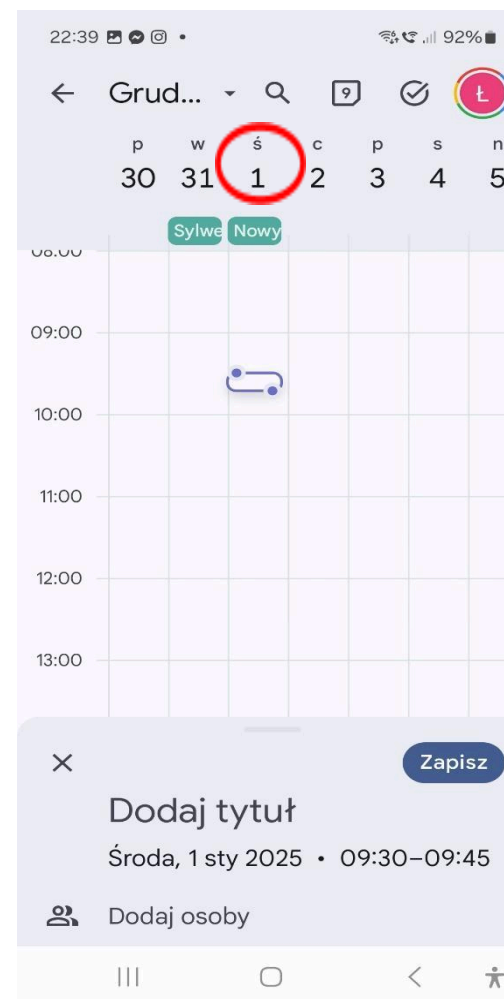 22:39 92%
Grud... 9 Ł
p w ś c p s n
30 31 1 2 3 4 5
Sylwe Nowy
08:00
09:00
10:00
11:00
12:00
13:00
Zapisz
Dodaj tytuł
Środa, 1 sty 2025 • 09:30–09:45
Dodaj osoby